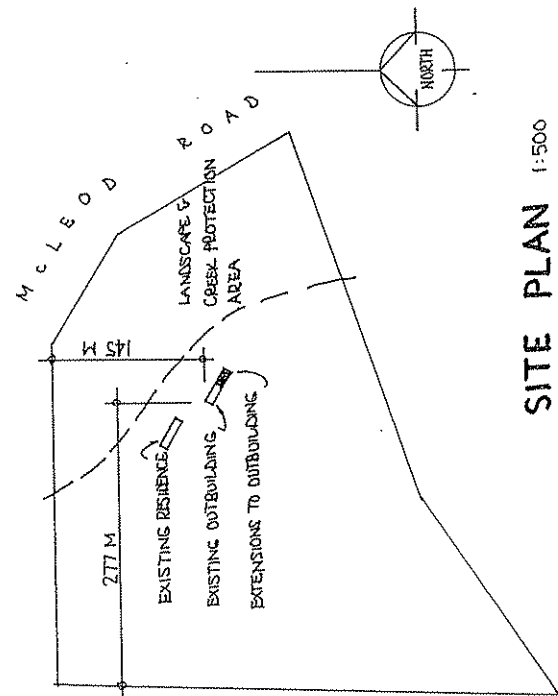 McLEOD ROAD
LANDSCAPE &
CREEK PROTECTION
AREA
145 M
277 M
EXISTING RESIDENCE
EXISTING OUTBUILDING
EXTENSIONS TO OUTBUILDING
NORTH
SITE PLAN 1:500